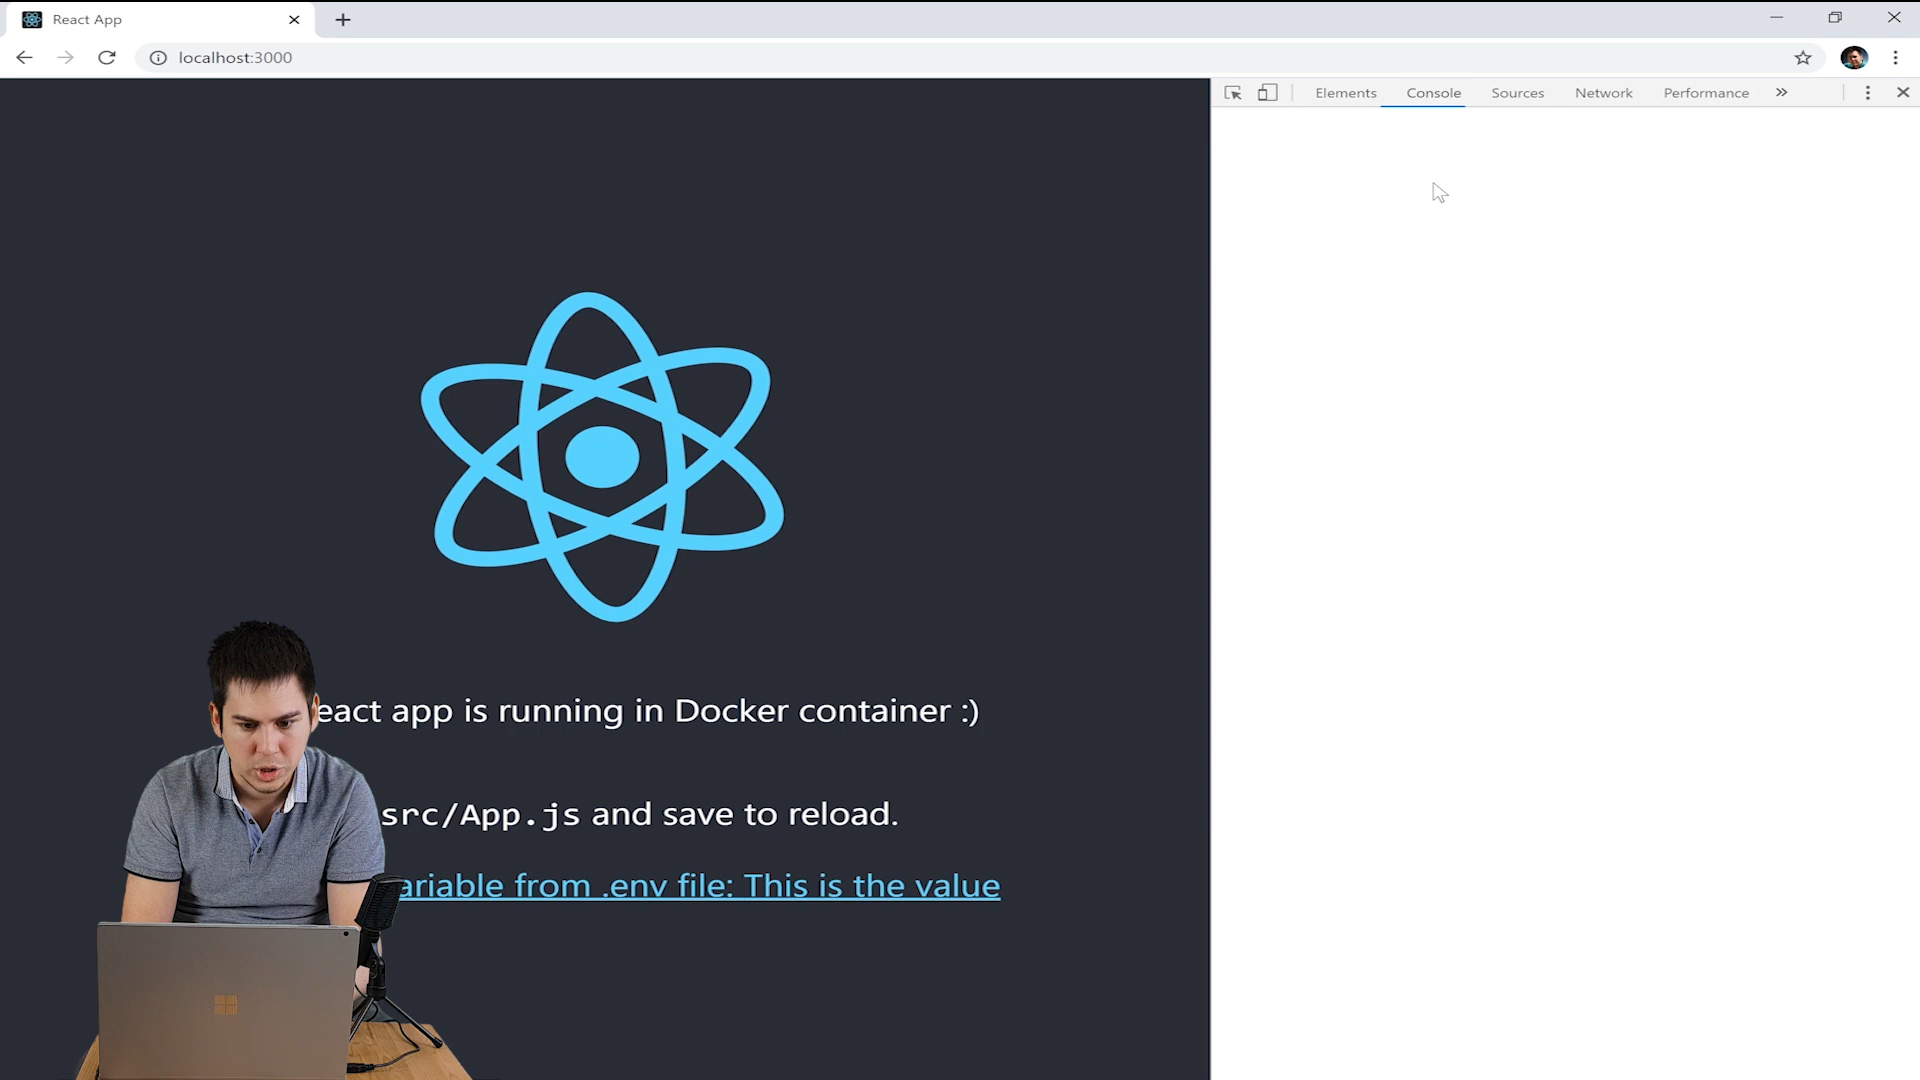 React App
localhost:3000
Elements Console Sources Network Performance
eact app is running in Docker container :)
src/App.js and save to reload.
ariable from .env file: This is the value